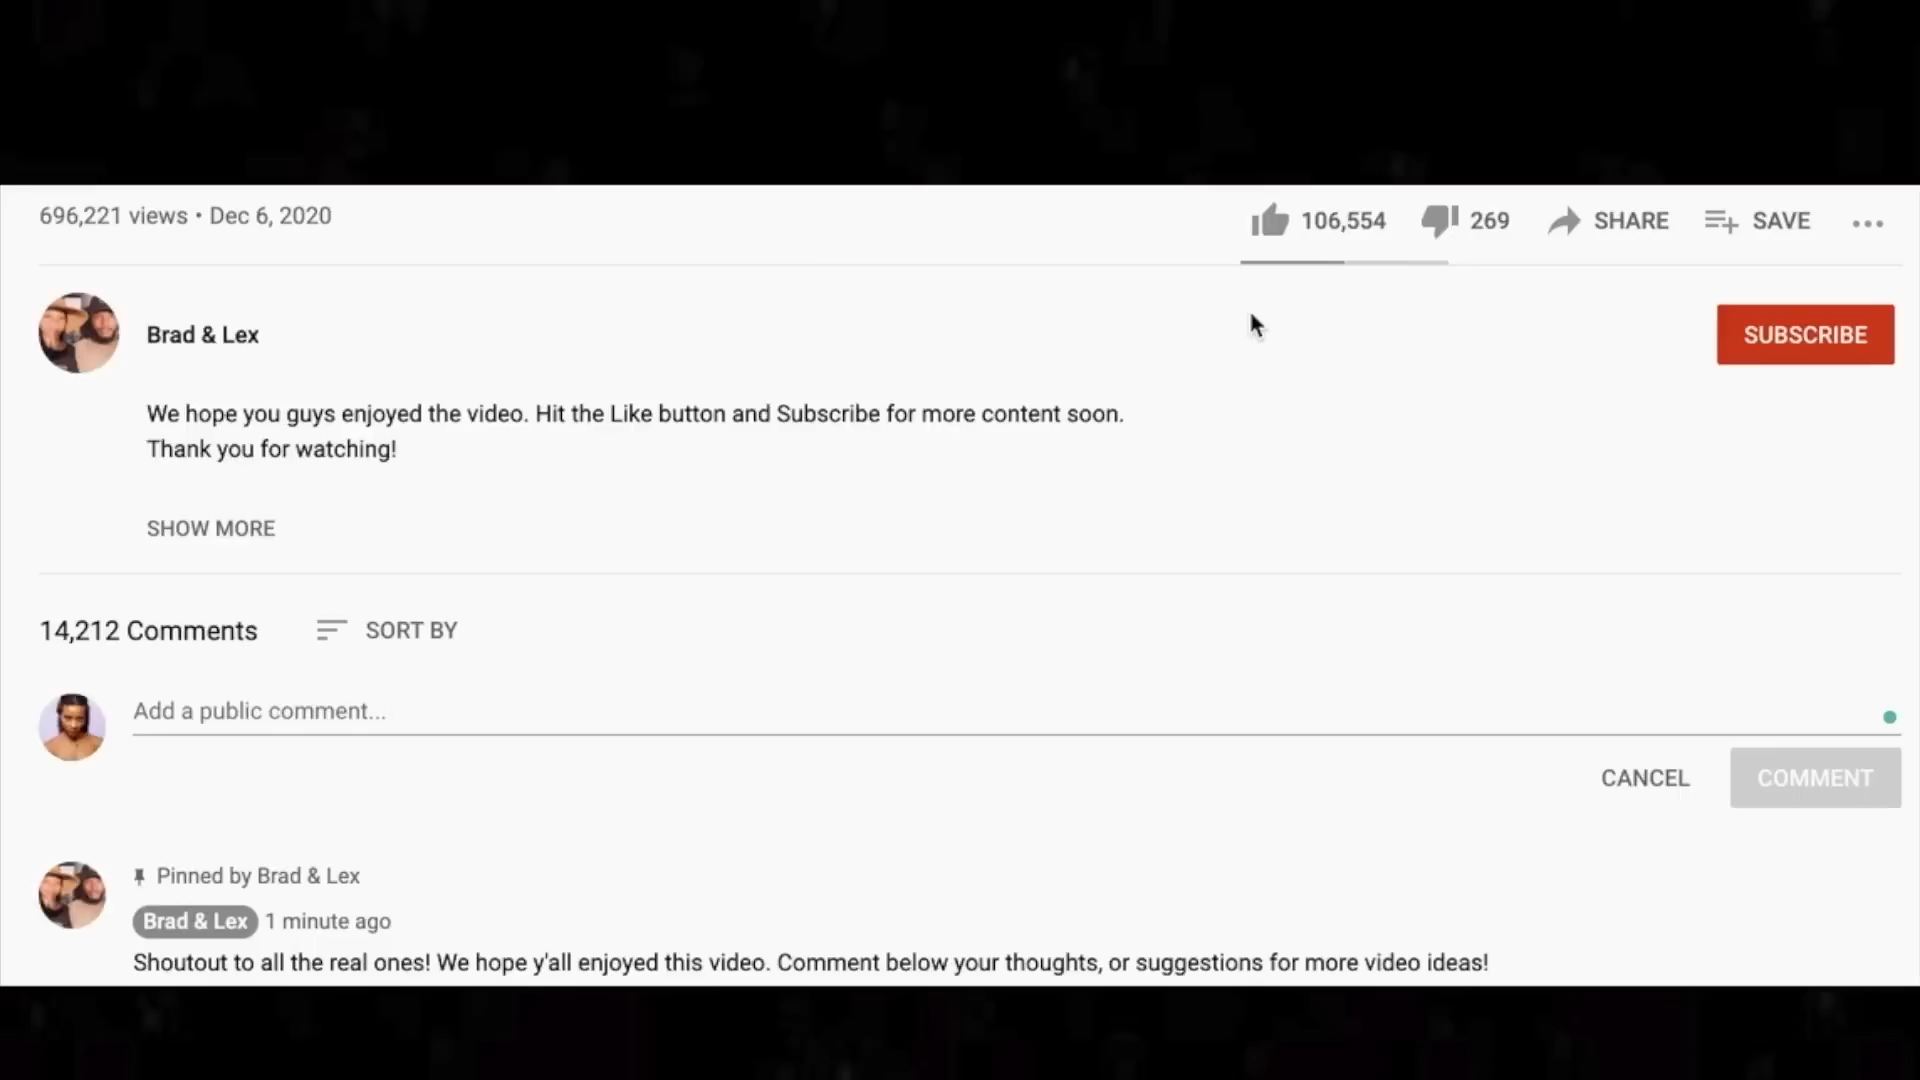 696,221 views • Dec 6, 2020
106,554
269
SHARE
SAVE
Brad & Lex
SUBSCRIBE
We hope you guys enjoyed the video. Hit the Like button and Subscribe for more content soon.
Thank you for watching!
SHOW MORE
14,212 Comments
SORT BY
Add a public comment...
CANCEL
COMMENT
Pinned by Brad & Lex
Brad & Lex 1 minute ago
Shoutout to all the real ones! We hope y'all enjoyed this video. Comment below your thoughts, or suggestions for more video ideas!